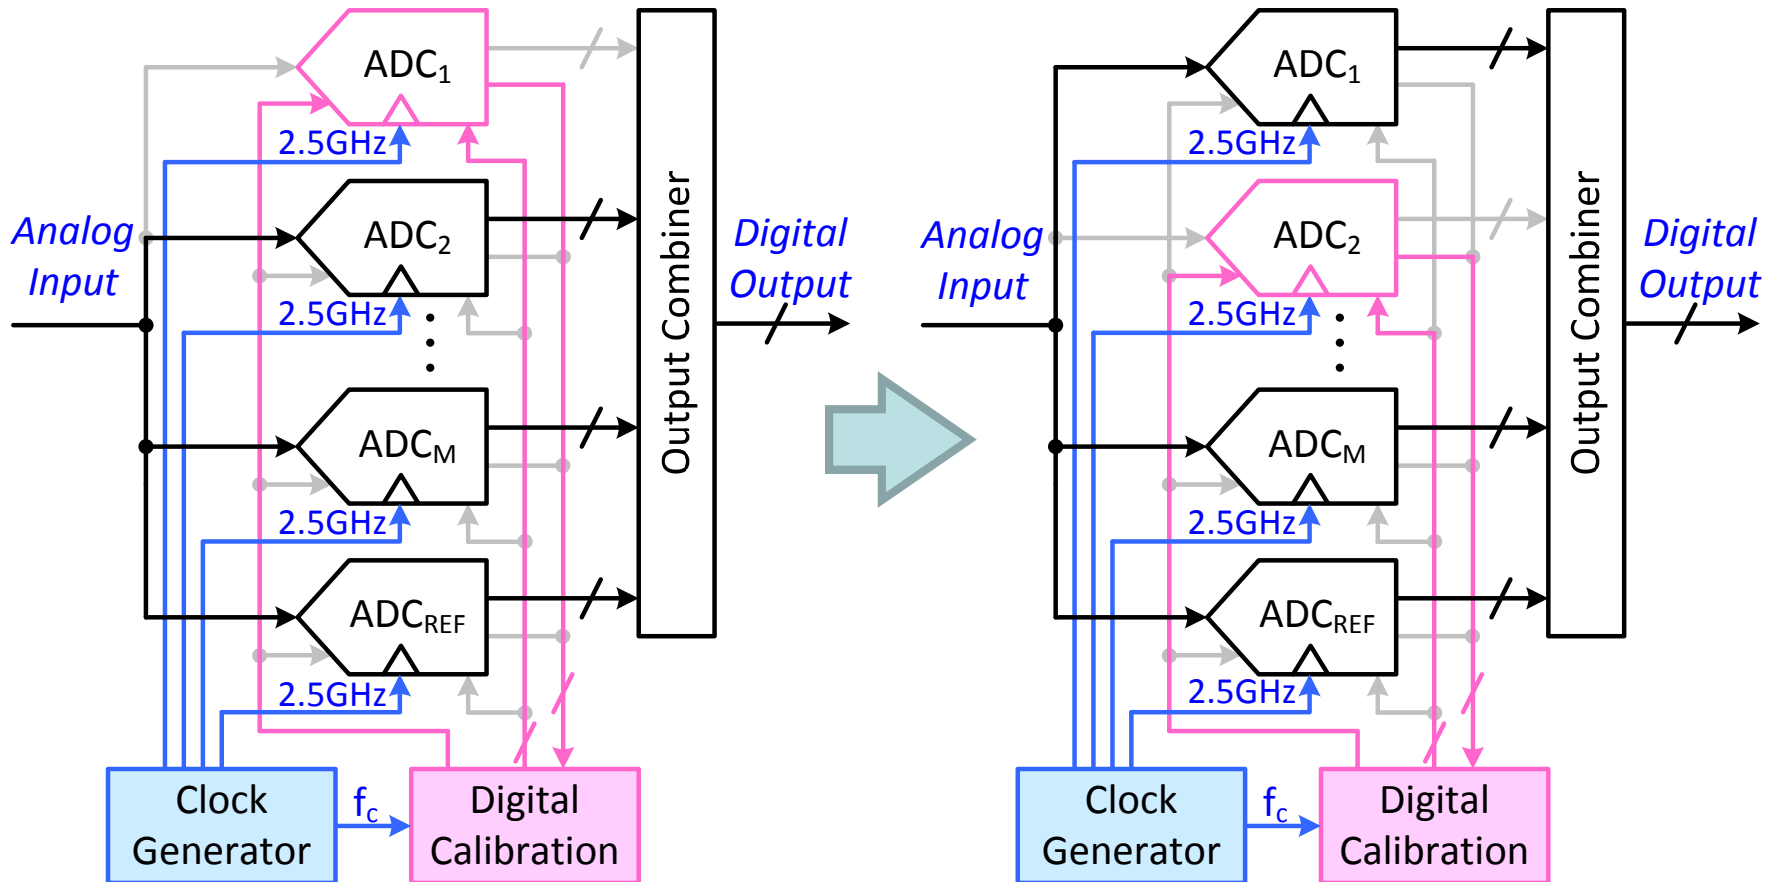 ADC1
2.5GHz
Analog
Input
ADC2
2.5GHz
ADCM
2.5GHz
ADCREF
2.5GHz
Output Combiner
Digital
Output
Clock
Generator
fc
Digital
Calibration
ADC1
2.5GHz
Analog
Input
ADC2
2.5GHz
ADCM
2.5GHz
ADCREF
2.5GHz
Output Combiner
Digital
Output
Clock
Generator
fc
Digital
Calibration